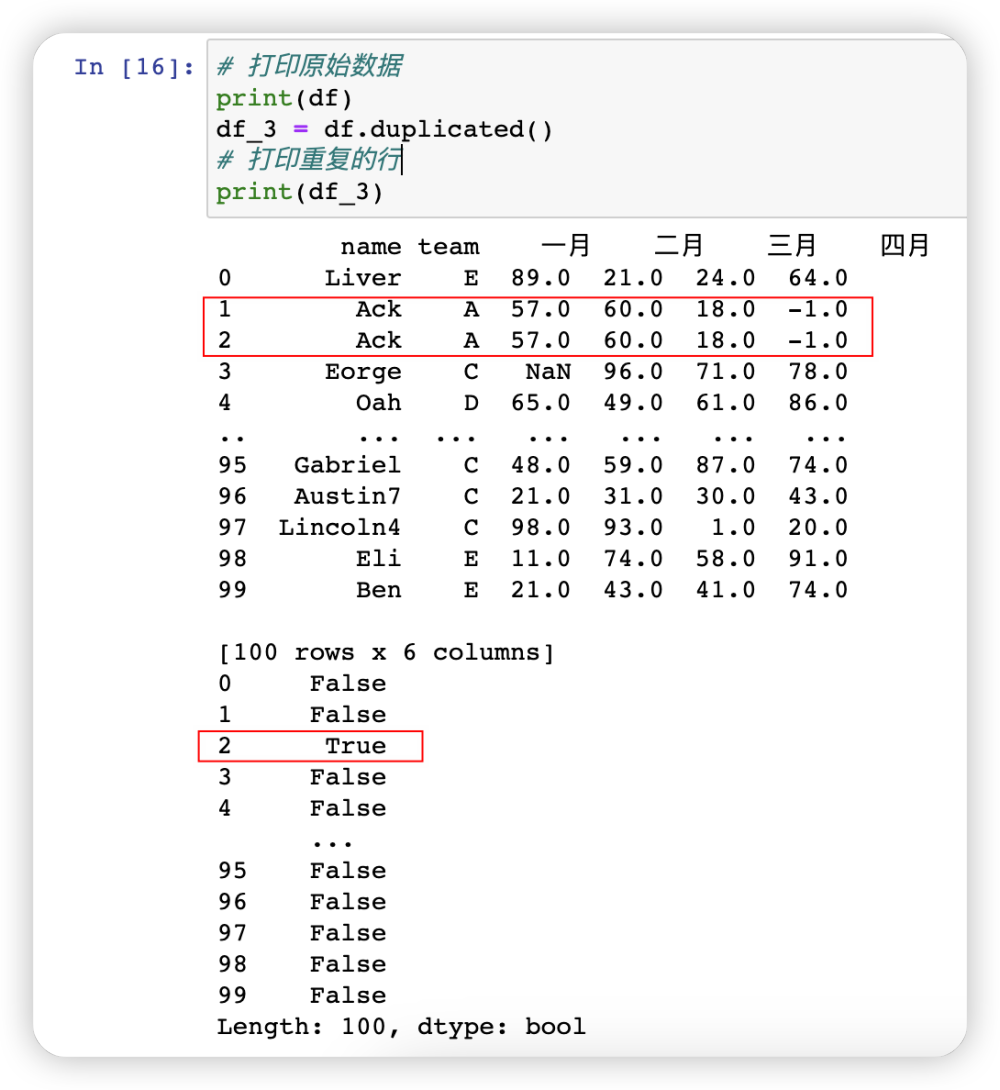 In [16]:
# 打印原始数据
print(df)
df_3 = df.duplicated()
# 打印重复的行
print(df_3)
name team 一月 二月 三月 四月
0 Liver E 89.0 21.0 24.0 64.0
1 Ack A 57.0 60.0 18.0 -1.0
2 Ack A 57.0 60.0 18.0 -1.0
3 Eorge C NaN 96.0 71.0 78.0
4 Oah D 65.0 49.0 61.0 86.0
.. ... ... ... ... ... ...
95 Gabriel C 48.0 59.0 87.0 74.0
96 Austin7 C 21.0 31.0 30.0 43.0
97 Lincoln4 C 98.0 93.0 1.0 20.0
98 Eli E 11.0 74.0 58.0 91.0
99 Ben E 21.0 43.0 41.0 74.0
[100 rows x 6 columns]
0 False
1 False
2 True
3 False
4 False
...
95 False
96 False
97 False
98 False
99 False
Length: 100, dtype: bool